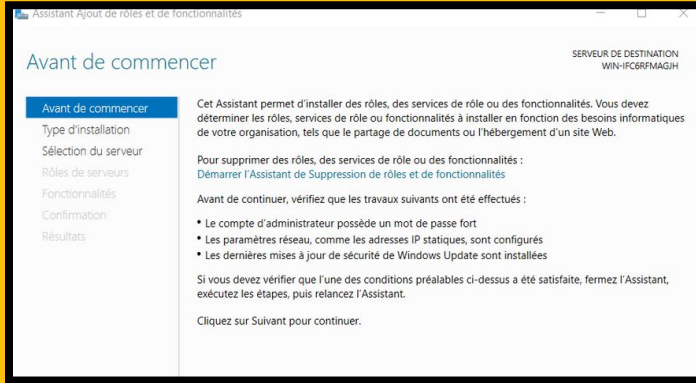 Assistant Ajout de rôles et de fonctionnalités
Avant de commencer
SERVEUR DE DESTINATION
WIN-IFC6RFMAGJH
Avant de commencer
Type d'installation
Sélection du serveur
Rôles de serveurs
Fonctionnalités
Confirmation
Résultats
Cet Assistant permet d'installer des rôles, des services de rôle ou des fonctionnalités. Vous devez
déterminer les rôles, services de rôle ou fonctionnalités à installer en fonction des besoins informatiques
de votre organisation, tels que le partage de documents ou l'hébergement d'un site Web.
Pour supprimer des rôles, des services de rôle ou des fonctionnalités :
Démarrer l'Assistant de Suppression de rôles et de fonctionnalités
Avant de continuer, vérifiez que les travaux suivants ont été effectués :
• Le compte d'administrateur possède un mot de passe fort
• Les paramètres réseau, comme les adresses IP statiques, sont configurés
• Les dernières mises à jour de sécurité de Windows Update sont installées
Si vous devez vérifier que l'une des conditions préalables ci-dessus a été satisfaite, fermez l'Assistant,
exécutez les étapes, puis relancez l'Assistant.
Cliquez sur Suivant pour continuer.